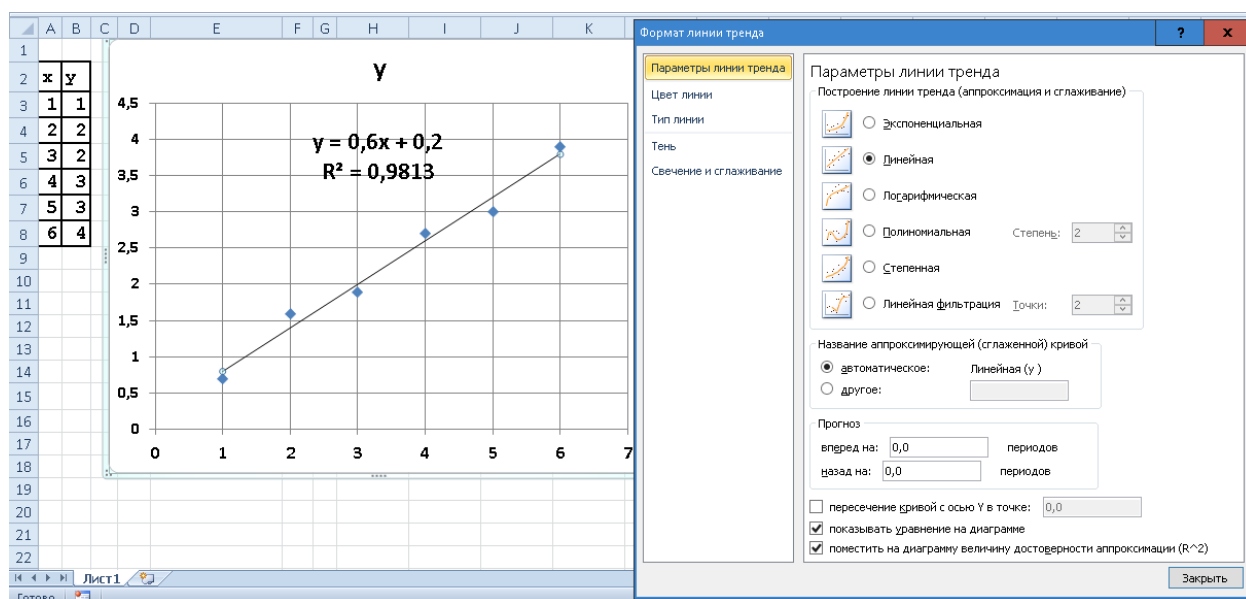 A B C D E F G H I J K
1
2 x y
3 1 1
4 2 2
5 3 2
6 4 3
7 5 3
8 6 4
9
10
11
12
13
14
15
16
17
18
19
20
21
22
y
y = 0,6x + 0,2
R² = 0,9813
4,5
4
3,5
3
2,5
2
1,5
1
0,5
0
0 1 2 3 4 5 6 7
Лист1
Готово
Формат линии тренда
? x
Параметры линии тренда
Цвет линии
Тип линии
Тень
Свечение и сглаживание
Параметры линии тренда
Построение линии тренда (аппроксимация и сглаживание)
Экспоненциальная
Линейная
Логарифмическая
Полиномиальная Степень: 2
Степенная
Линейная фильтрация Точки: 2
Название аппроксимирующей (сглаженной) кривой
автоматическое: Линейная (y )
другое:
Прогноз
вперед на: 0,0 периодов
назад на: 0,0 периодов
пересечение кривой с осью Y в точке: 0,0
показывать уравнение на диаграмме
поместить на диаграмму величину достоверности аппроксимации (R^2)
Закрыть